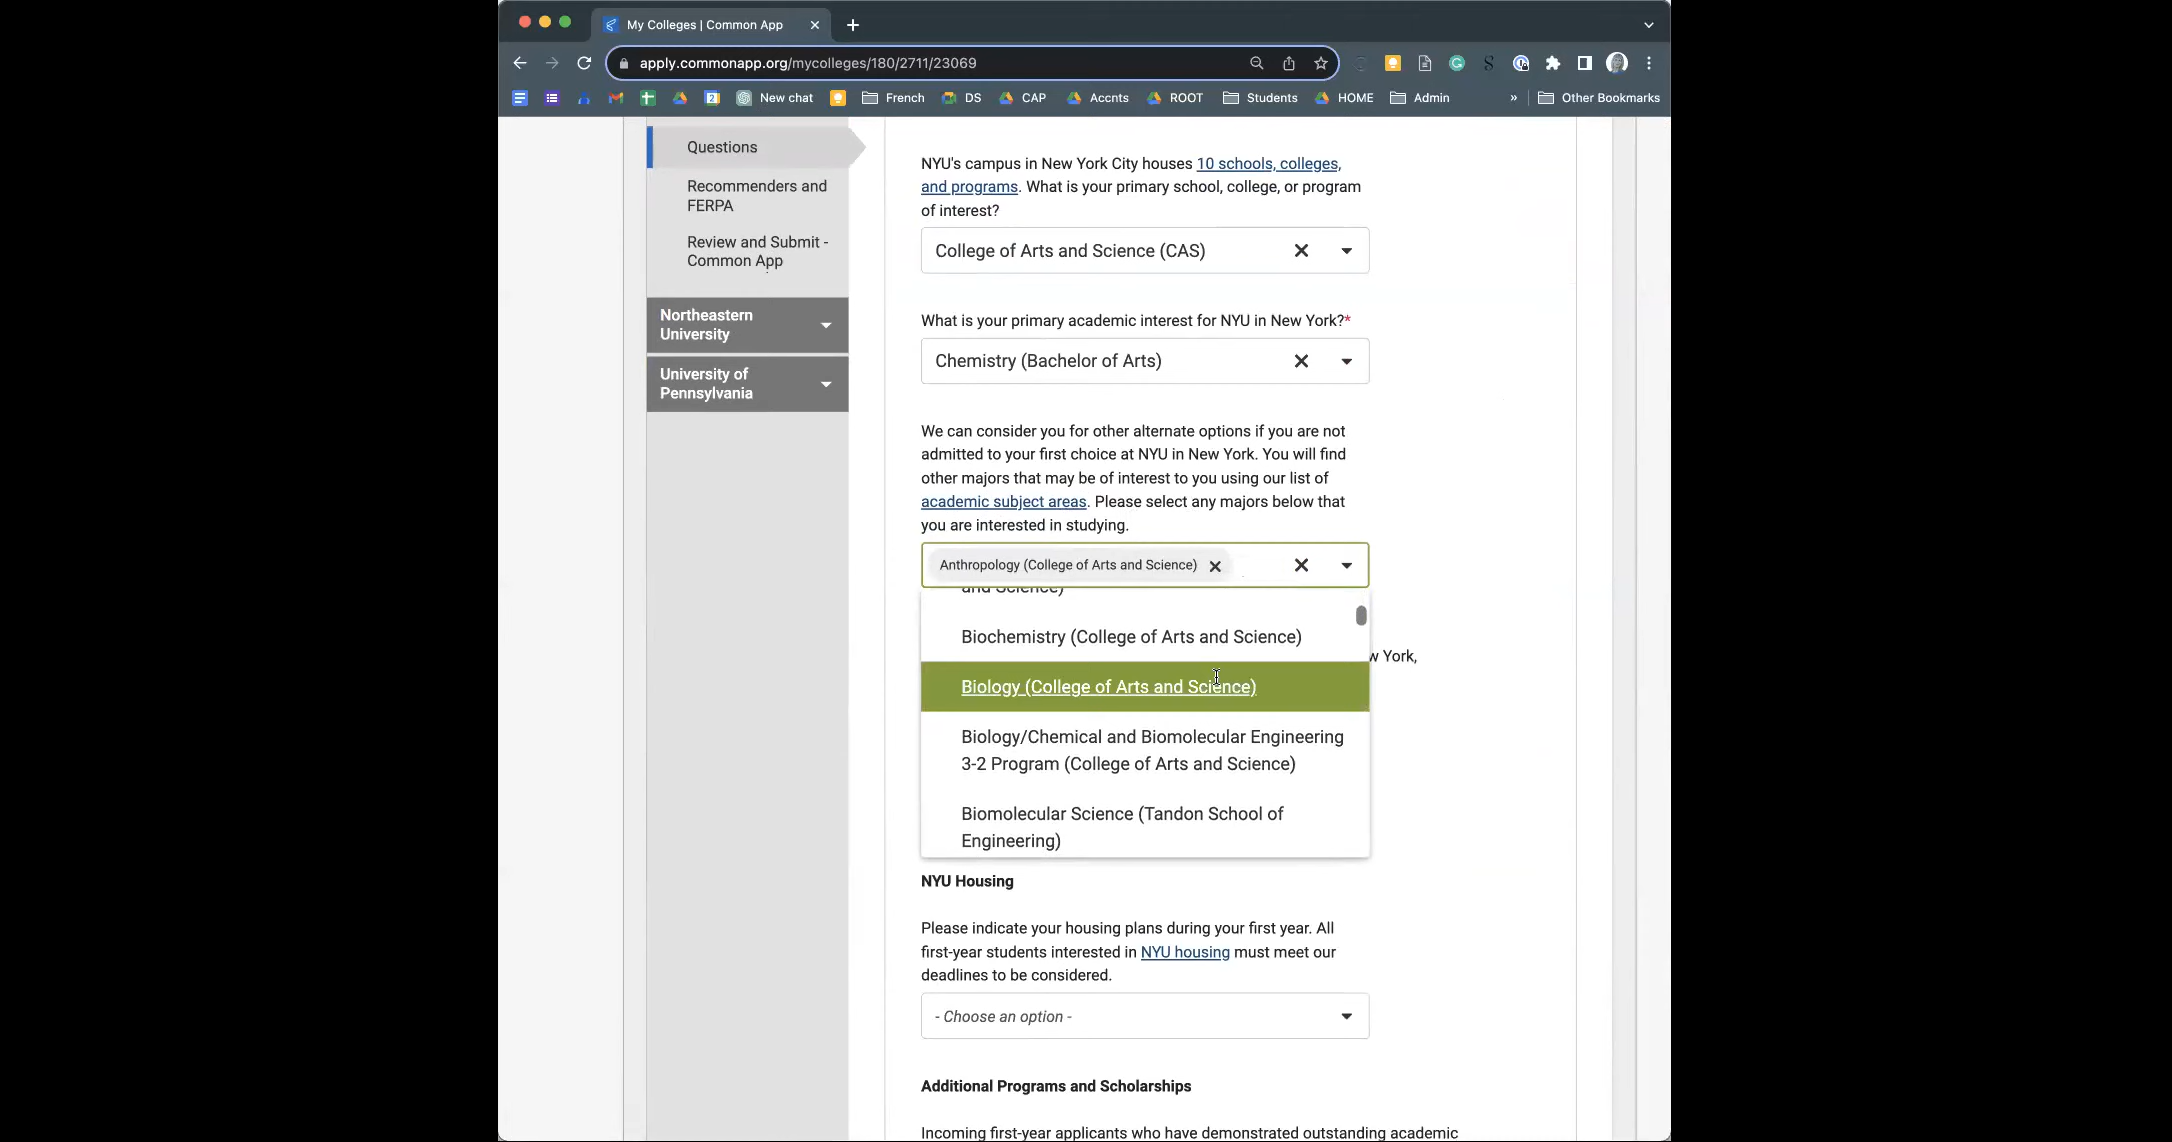 My Colleges | Common App
apply.commonapp.org/mycolleges/180/2711/23069
New chat
French
DS
CAP
Accnts
ROOT
Students
HOME
Admin
»
Other Bookmarks
Questions
Recommenders and
FERPA
Review and Submit -
Common App
Northeastern
University
University of
Pennsylvania
NYU's campus in New York City houses 10 schools, colleges,
and programs. What is your primary school, college, or program
of interest?
College of Arts and Science (CAS)
What is your primary academic interest for NYU in New York?*
Chemistry (Bachelor of Arts)
We can consider you for other alternate options if you are not
admitted to your first choice at NYU in New York. You will find
other majors that may be of interest to you using our list of
academic subject areas. Please select any majors below that
you are interested in studying.
Anthropology (College of Arts and Science)
and Science)
Biochemistry (College of Arts and Science)
w York,
Biology (College of Arts and Science)
Biology/Chemical and Biomolecular Engineering
3-2 Program (College of Arts and Science)
Biomolecular Science (Tandon School of
Engineering)
NYU Housing
Please indicate your housing plans during your first year. All
first-year students interested in NYU housing must meet our
deadlines to be considered.
- Choose an option -
Additional Programs and Scholarships
Incoming first-year applicants who have demonstrated outstanding academic